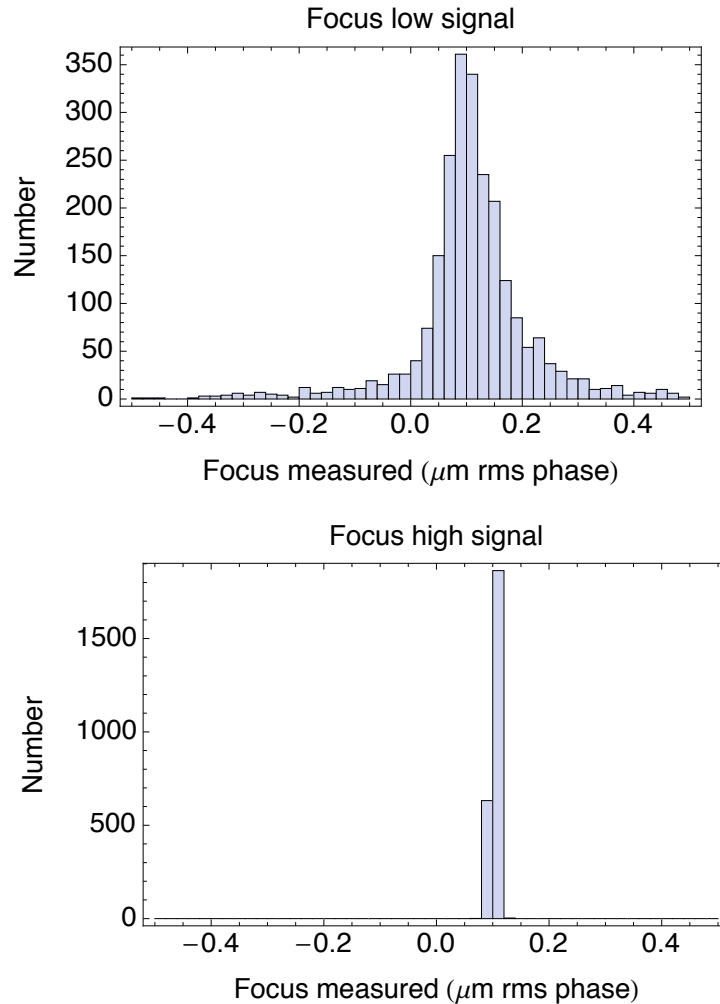 Focus low signal
350
300
250
200
150
100
50
0
Number
−0.4 −0.2 0.0 0.2 0.4
Focus measured (μm rms phase)
Focus high signal
1500
1000
500
0
Number
−0.4 −0.2 0.0 0.2 0.4
Focus measured (μm rms phase)